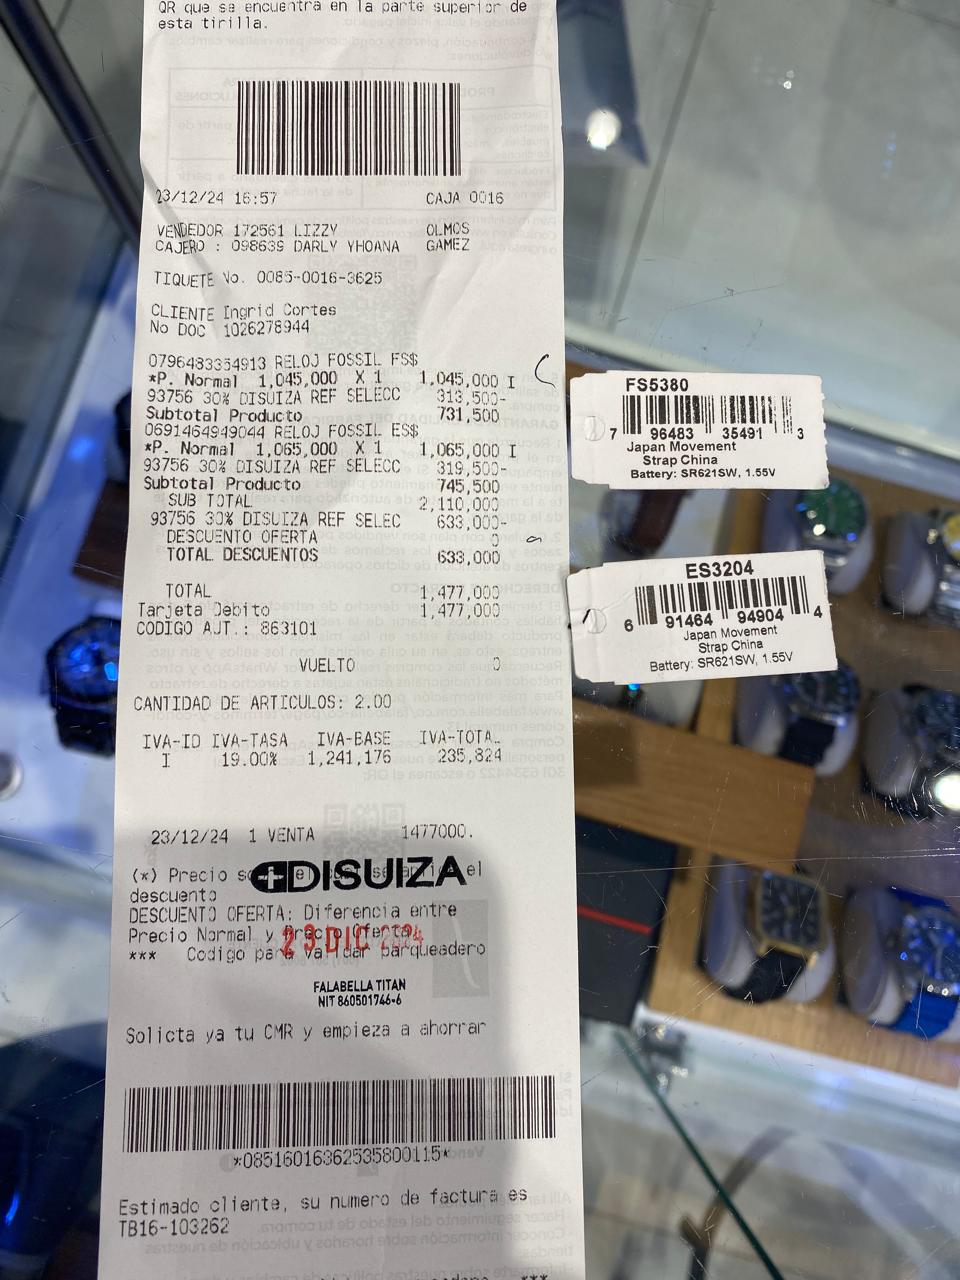 QR que se encuentra en la parte superior de
esta tirilla.
23/12/24 16:57 CAJA 0016
VENDEDOR 172561 LIZZY OLMOS
CAJERO : 098639 DARLY YHOANA GAMEZ
TIQUETE No. 0085-0016-3625
CLIENTE Ingrid Cortes
No DOC 1026278944
0796483354913 RELOJ FOSSIL FS$
*P. Normal 1,045,000 X 1 1,045,000 I
93756 30% DISUIZA REF SELECC 313,500-
Subtotal Producto 731,500
0691464949044 RELOJ FOSSIL ES$
*P. Normal 1,065,000 X 1 1,065,000 I
93756 30% DISUIZA REF SELECC 319,500-
Subtotal Producto 745,500
SUB TOTAL 2,110,000
93756 30% DISUIZA REF SELEC 633,000-
DESCUENTO OFERTA 0
TOTAL DESCUENTOS 633,000
TOTAL 1,477,000
Tarjeta Debito 1,477,000
CODIGO AUT.: 863101
VUELTO 0
CANTIDAD DE ARTICULOS: 2.00
IVA-ID IVA-TASA IVA-BASE IVA-TOTAL
I 19.00% 1,241,176 235,824
23/12/24 1 VENTA 1477000.
(*) Precio el
DISUIZA
descuento
DESCUENTO OFERTA: Diferencia entre
Precio Normal y Precio Oferta.
23 DIC 2024
*** Codigo para validar parqueadero
FALABELLA TITAN
NIT 860501746-6
Solicta ya tu CMR y empieza a ahorrar
*08516016362535800115*
Estimado cliente, su numero de factura es
TB16-103262
FS5380
7 96483 35491 3
Japan Movement
Strap China
Battery: SR621SW, 1.55V
ES3204
6 91464 94904 4
Japan Movement
Strap China
Battery: SR621SW, 1.55V